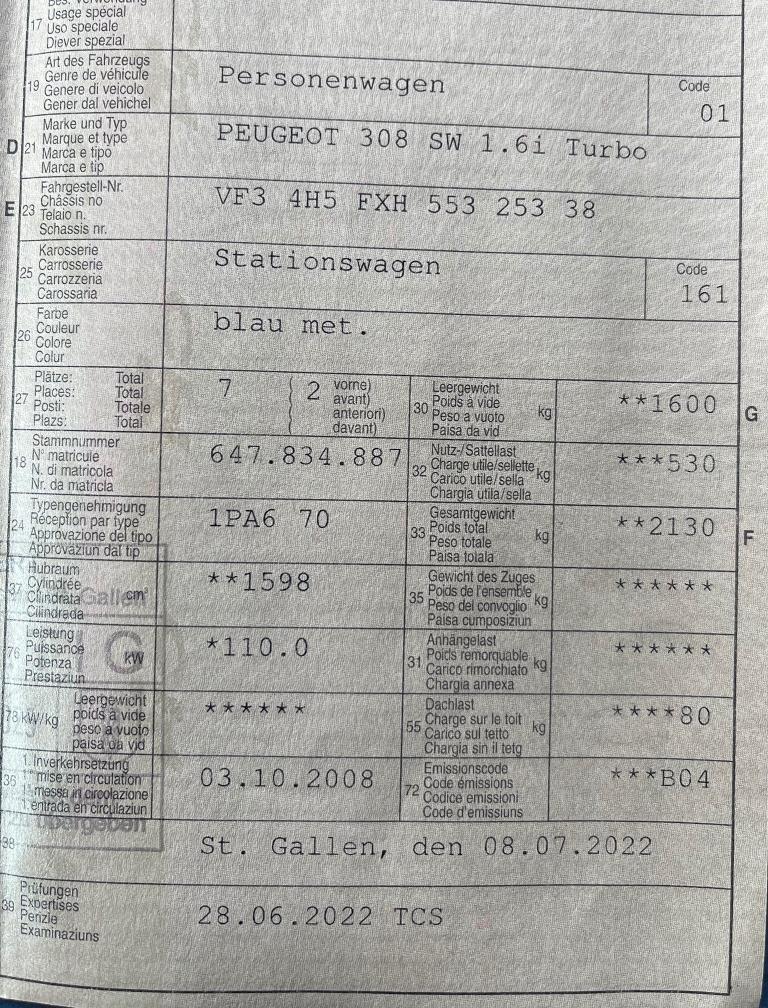 Usage spécial
17 Uso speciale
Diever spezial
Art des Fahrzeugs
Genre de véhicule
19 Genere di veicolo
Gener dal vehichel
Personenwagen
Code
01
D 21
Marke und Typ
Marque et type
Marca e tipo
Marca e tip
PEUGEOT 308 SW 1.6i Turbo
E 23
Fahrgestell-Nr.
Châssis no
Telaio n.
Schassis nr.
VF3 4H5 FXH 553 253 38
25
Karosserie
Carrosserie
Carrozzeria
Carossaria
Stationswagen
Code
161
26
Farbe
Couleur
Colore
Colur
blau met.
27
Plätze: Total
Places: Total
Posti: Totale
Plazs: Total
7 ( 2
vorne)
avant)
anteriori)
davant)
30
Leergewicht
Poids à vide
Peso a vuoto
Paisa da vid
kg
**1600
G
18
Stammnummer
N° matricule
N. di matricola
Nr. da matricla
647.834.887
32
Nutz-/Sattellast
Charge utile/sellette
Carico utile/sella
Chargia utila/sella
kg
***530
24
Typengenehmigung
Réception par type
Approvazione del tipo
Approvaziun dal tip
1PA6 70
33
Gesamtgewicht
Poids total
Peso totale
Paisa totala
kg
**2130
F
37
Hubraum
Cylindrée
Cilindrata
Cilindrada
cm³
Gallen
**1598
35
Gewicht des Zuges
Poids de l'ensemble
Peso del convoglio
Paisa cumposiziun
kg
******
76
Leistung
Puissance
Potenza
Prestaziun
kW
*110.0
31
Anhängelast
Poids remorquable
Carico rimorchiato
Chargia annexa
kg
******
78 kW/kg
Leergewicht
poids à vide
peso a vuoto
paisa da vid
******
55
Dachlast
Charge sur le toit
Carico sul tetto
Chargia sin il tetg
kg
****80
36
1. Inverkehrsetzung
1re mise en circulation
1a messa in circolazione
1. entrada en circulaziun
03.10.2008
72
Emissionscode
Code émissions
Codice emissioni
Code d'emissiuns
***B04
übergeben
38
St. Gallen, den 08.07.2022
39
Prüfungen
Expertises
Perizie
Examinaziuns
28.06.2022 TCS